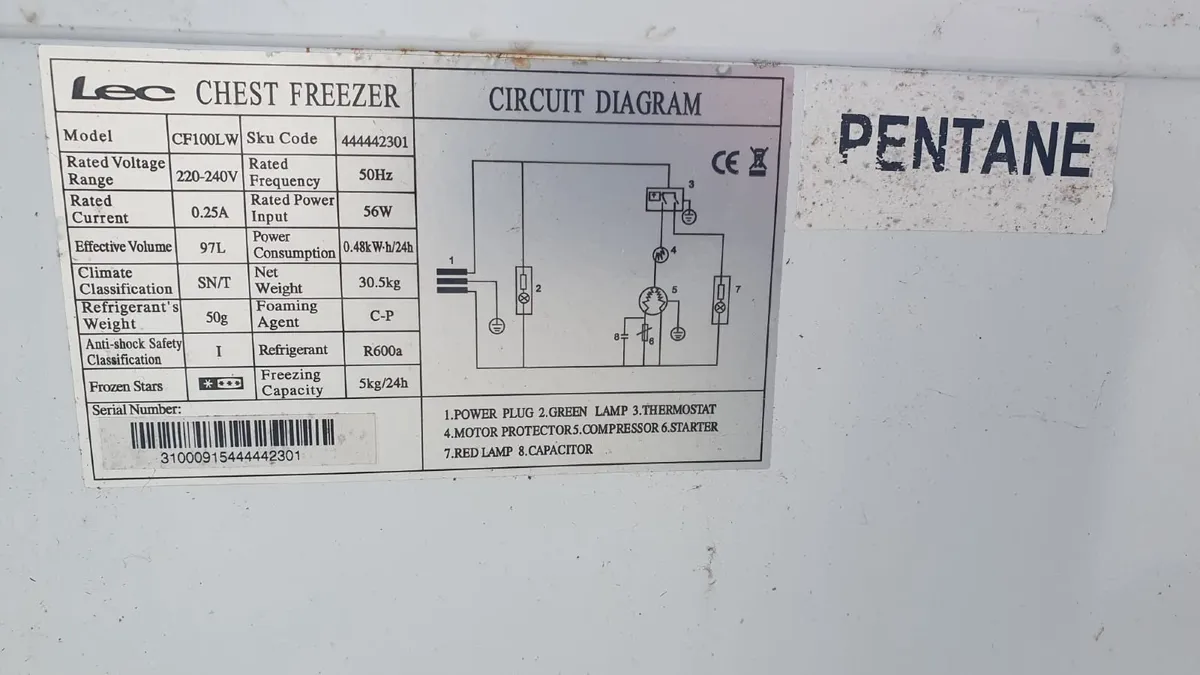 Lec CHEST FREEZER
Model CF100LW Sku Code 444442301
Rated Voltage Range 220-240V Rated Frequency 50Hz
Rated Current 0.25A Rated Power Input 56W
Effective Volume 97L Power Consumption 0.48kW·h/24h
Climate Classification SN/T Net Weight 30.5kg
Refrigerant's Weight 50g Foaming Agent C-P
Anti-shock Safety Classification I Refrigerant R600a
Frozen Stars Freezing Capacity 5kg/24h
Serial Number:
31000915444442301
CIRCUIT DIAGRAM
CE
1
2
3
4
5
6
7
8
1.POWER PLUG 2.GREEN LAMP 3.THERMOSTAT
4.MOTOR PROTECTOR 5.COMPRESSOR 6.STARTER
7.RED LAMP 8.CAPACITOR
PENTANE